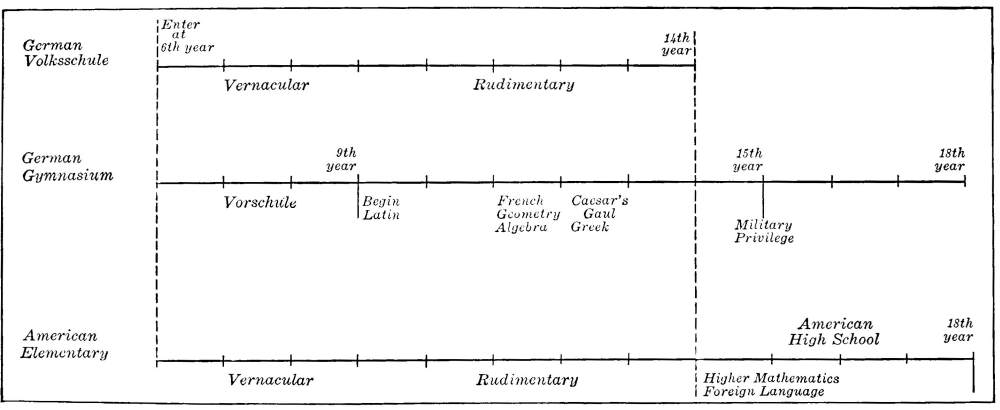 Enter
at
6th year
German
Volksschule
14th
year
Vernacular
Rudimentary
German
Gymnasium
9th
year
15th
year
18th
year
Vorschule
Begin
Latin
French
Geometry
Algebra
Caesar's
Gaul
Greek
Military
Privilege
American
Elementary
American
High School
18th
year
Vernacular
Rudimentary
Higher Mathematics
Foreign Language